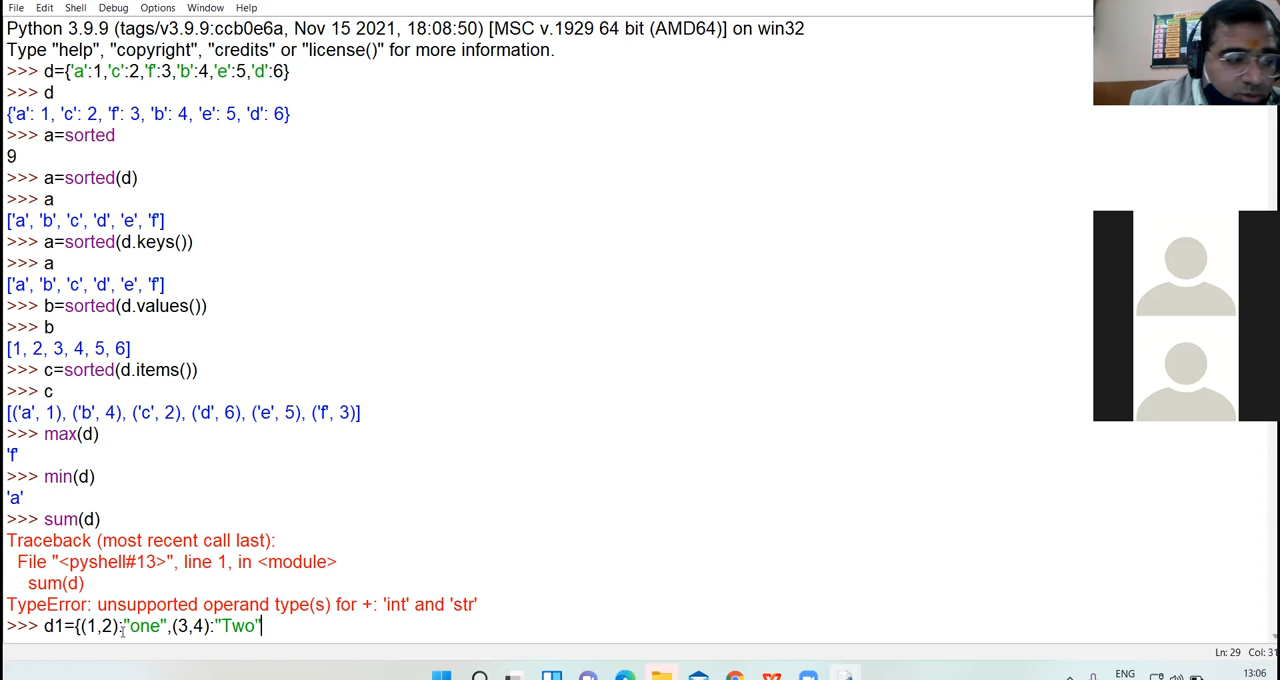 File Edit Shell Debug Options Window Help
Python 3.9.9 (tags/v3.9.9:ccb0e6a, Nov 15 2021, 18:08:50) [MSC v.1929 64 bit (AMD64)] on win32
Type "help", "copyright", "credits" or "license()" for more information.
>>> d={'a':1,'c':2,'f':3,'b':4,'e':5,'d':6}
>>> d
{'a': 1, 'c': 2, 'f': 3, 'b': 4, 'e': 5, 'd': 6}
>>> a=sorted
9
>>> a=sorted(d)
>>> a
['a', 'b', 'c', 'd', 'e', 'f']
>>> a=sorted(d.keys())
>>> a
['a', 'b', 'c', 'd', 'e', 'f']
>>> b=sorted(d.values())
>>> b
[1, 2, 3, 4, 5, 6]
>>> c=sorted(d.items())
>>> c
[('a', 1), ('b', 4), ('c', 2), ('d', 6), ('e', 5), ('f', 3)]
>>> max(d)
'f'
>>> min(d)
'a'
>>> sum(d)
Traceback (most recent call last):
File "<pyshell#13>", line 1, in <module>
sum(d)
TypeError: unsupported operand type(s) for +: 'int' and 'str'
>>> d1={(1,2):"one",(3,4):"Two"
Ln: 29 Col: 31
ENG
13:06